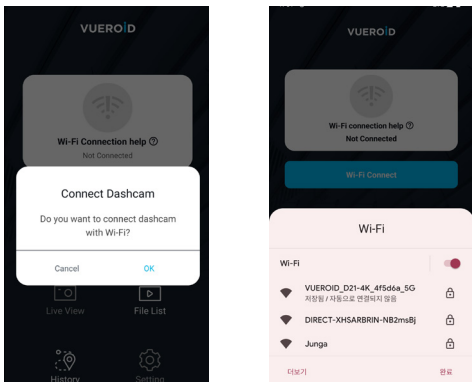 VUEROID
Wi-Fi Connection help ?
Not Connected
Connect Dashcam
Do you want to connect dashcam
with Wi-Fi?
Cancel
OK
Live View
File List
History
Setting
VUEROID
Wi-Fi connection help ?
Not Connected
Wi-Fi Connect
Wi-Fi
Wi-Fi
VUEROID_D21-4K_4f5d6a_5G
저장됨 / 자동으로 연결되지 않음
DIRECT-XHSARBRIN-NB2msBj
Junga
더보기
완료